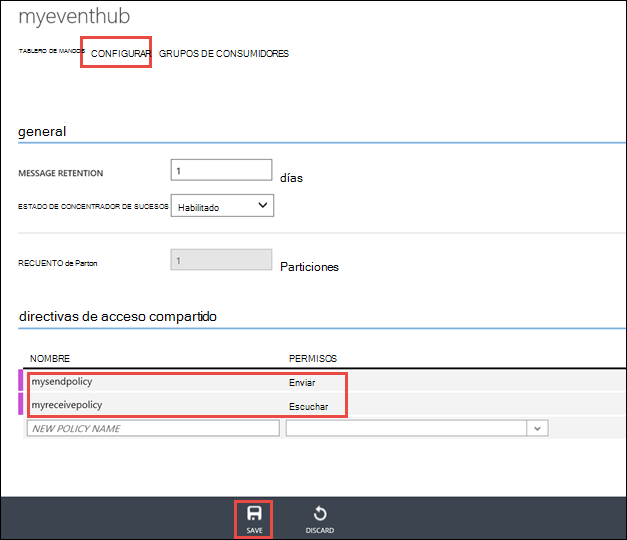 myeventhub
TABLERO DE MANDOS CONFIGURAR GRUPOS DE CONSUMIDORES
general
MESSAGE RETENTION 1 días
ESTADO DE CONCENTRADOR DE SUCESOS Habilitado
RECUENTO de Parton 1 Particiones
directivas de acceso compartido
NOMBRE PERMISOS
mysendpolicy Enviar
myreceivepolicy Escuchar
NEW POLICY NAME
SAVE DISCARD